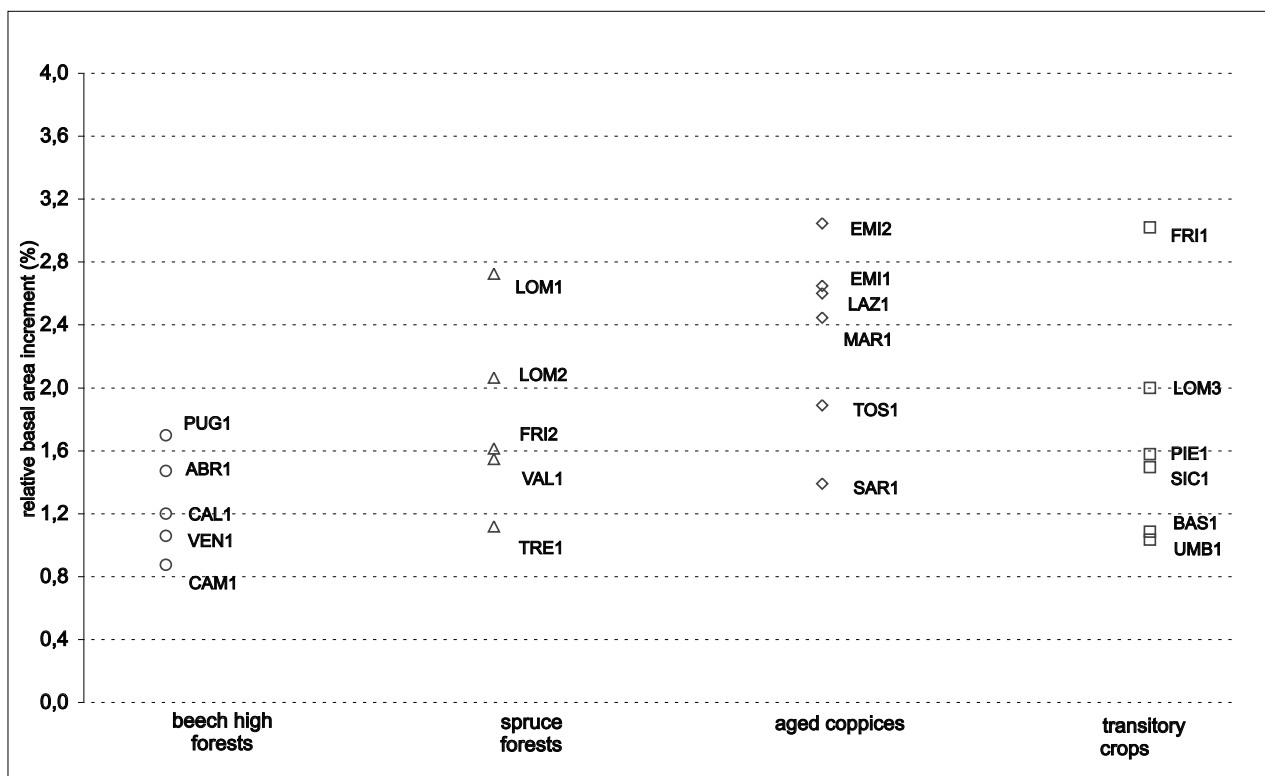 relative basal area increment (%)
4,0
3,6
3,2
2,8
2,4
2,0
1,6
1,2
0,8
0,4
0,0
PUG1
ABR1
CAL1
VEN1
CAM1
LOM1
LOM2
FRI2
VAL1
TRE1
EMI2
EMI1
LAZ1
MAR1
TOS1
SAR1
FRI1
LOM3
PIE1
SIC1
BAS1
UMB1
beech high
forests
spruce
forests
aged coppices
transitory
crops